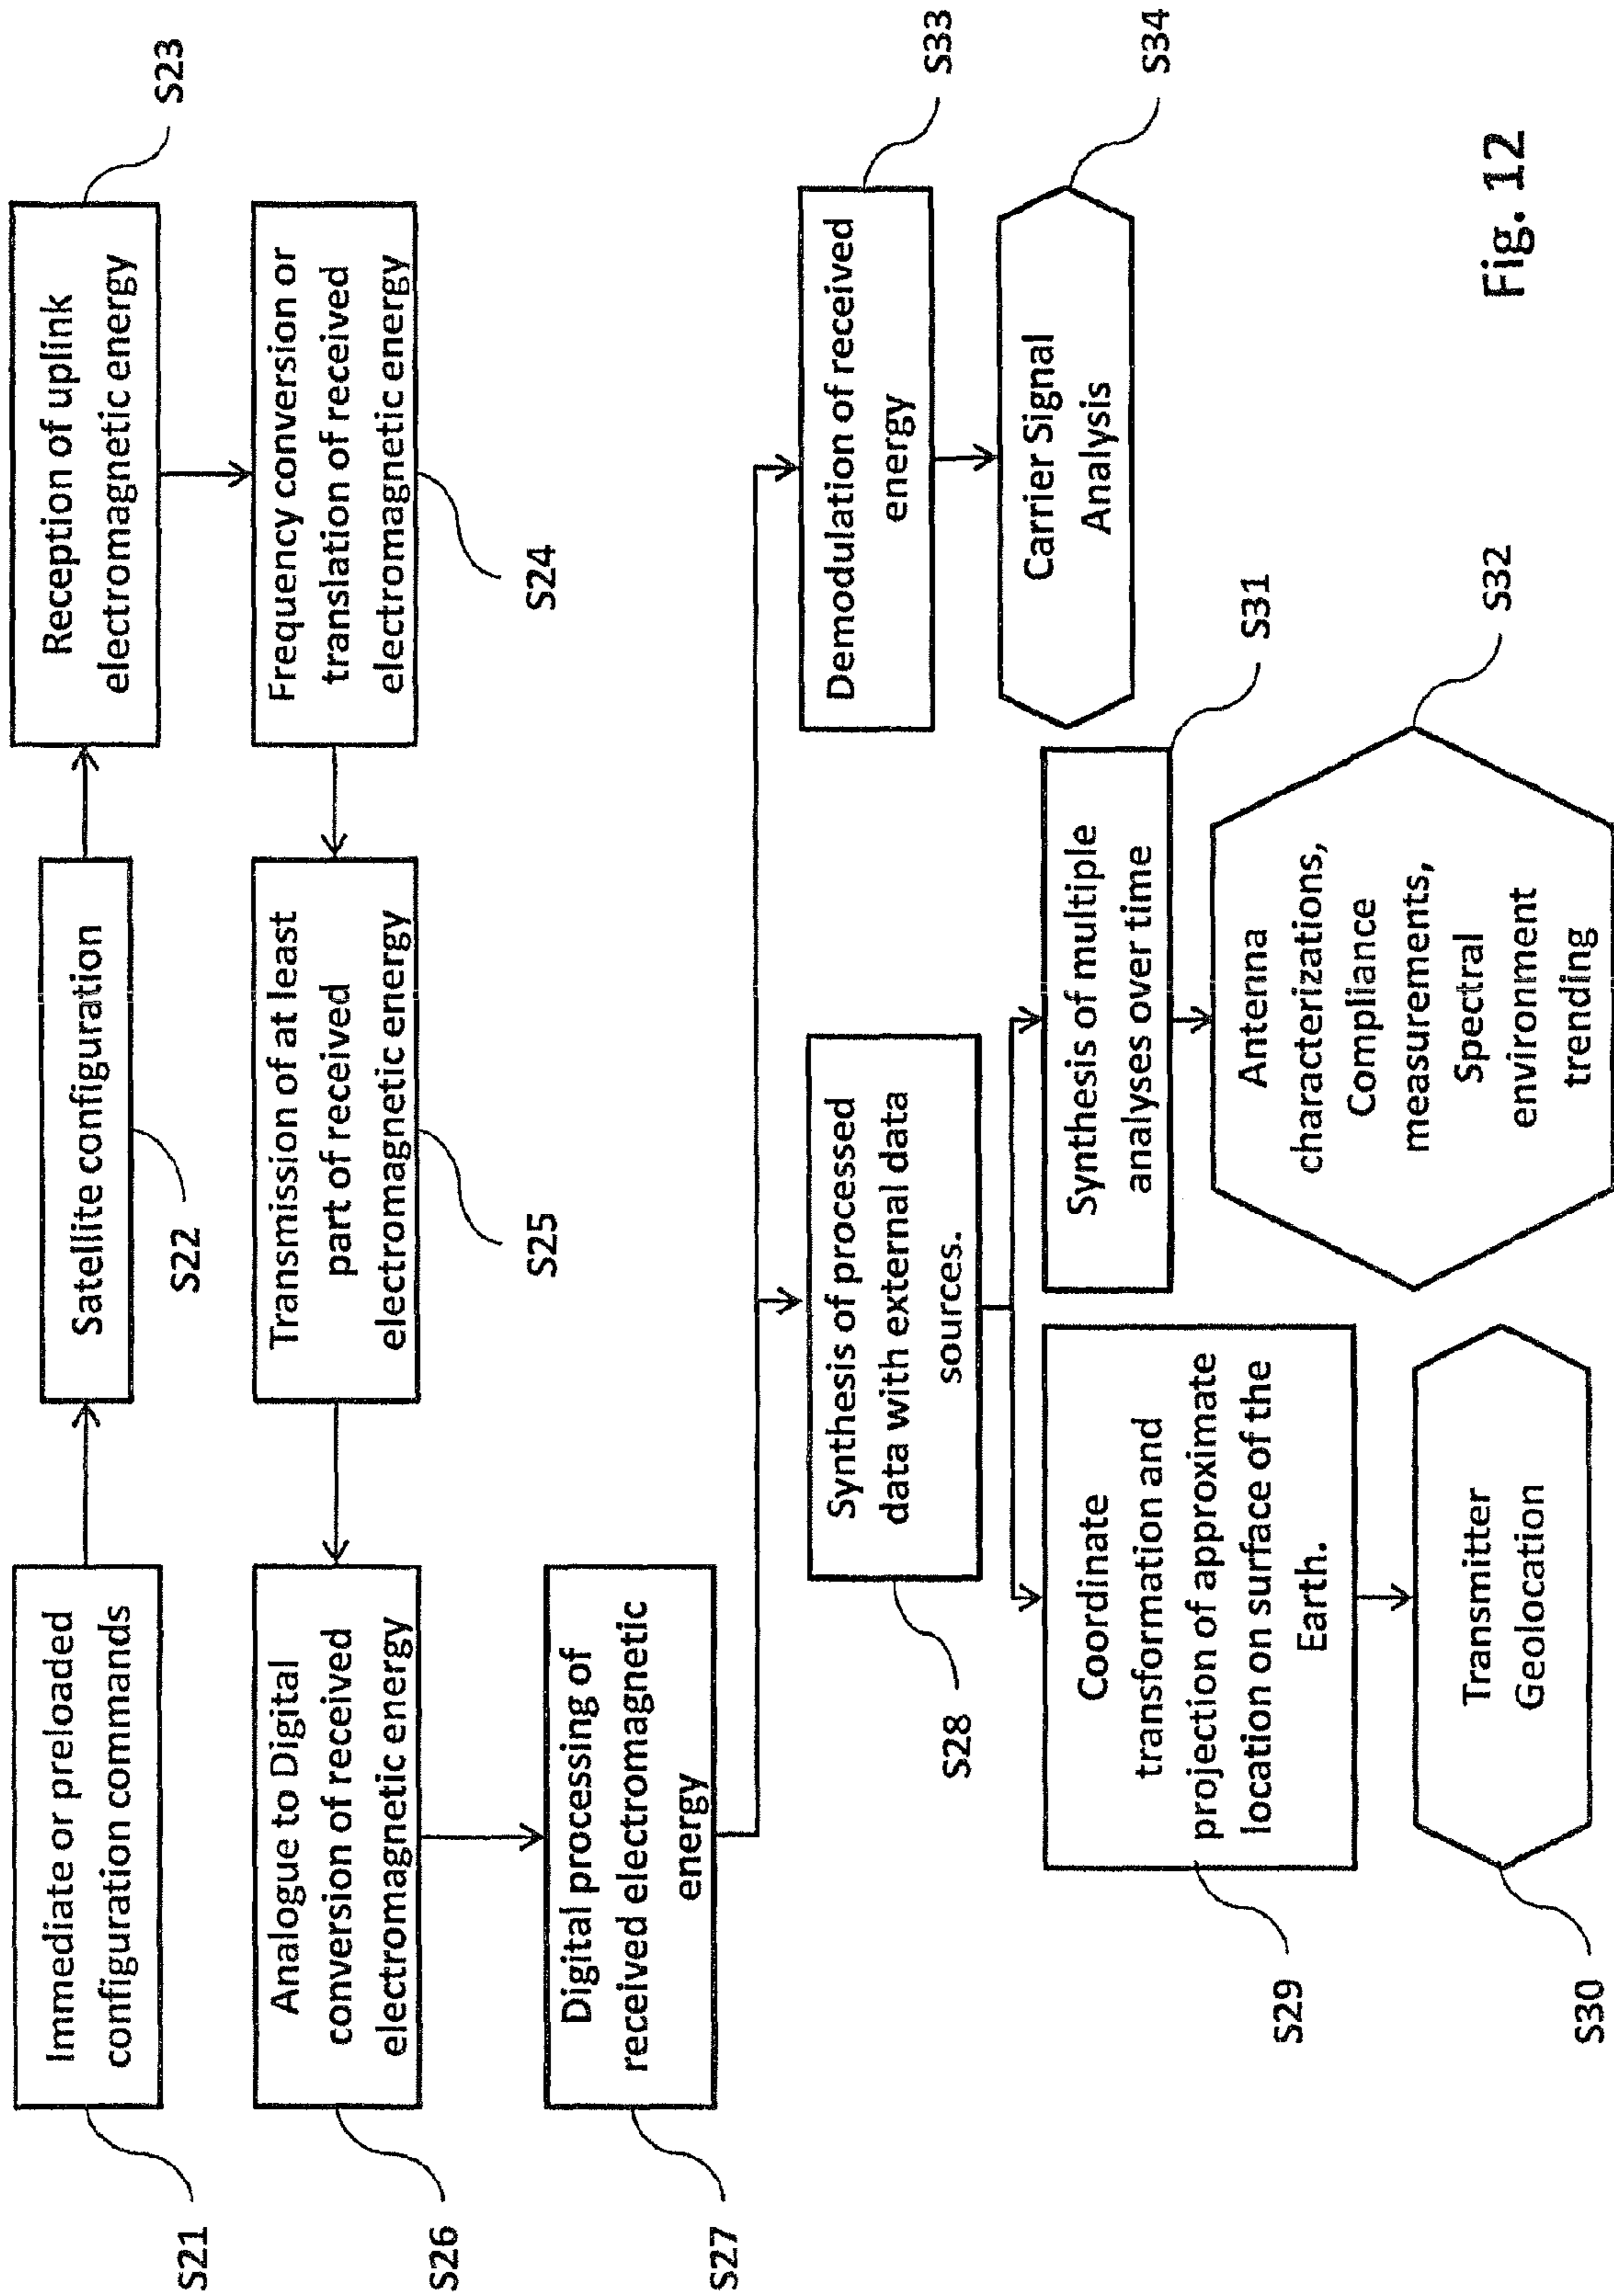 Immediate or preloaded
configuration commands
S21
Satellite configuration
S22
Reception of uplink
electromagnetic energy
S23
Frequency conversion or
translation of received
electromagnetic energy
S24
Transmission of at least
part of received
electromagnetic energy
S25
Analogue to Digital
conversion of received
electromagnetic energy
S26
Digital processing of
received electromagnetic
energy
S27
Synthesis of processed
data with external data
sources.
S28
Coordinate
transformation and
projection of approximate
location on surface of the
Earth.
S29
Transmitter
Geolocation
S30
Synthesis of multiple
analyses over time
S31
Antenna
characterizations,
Compliance
measurements,
Spectral
environment
trending
S32
Demodulation of received
energy
S33
Carrier Signal
Analysis
S34
Fig. 12